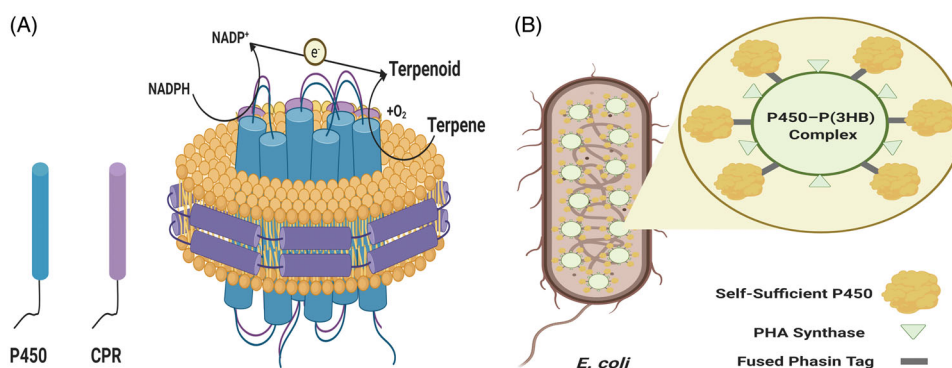 (A)
NADP+
e-
Terpenoid
NADPH
+O₂
Terpene
P450
CPR
(B)
P450–P(3HB)
Complex
Self-Sufficient P450
PHA Synthase
Fused Phasin Tag
E. coli